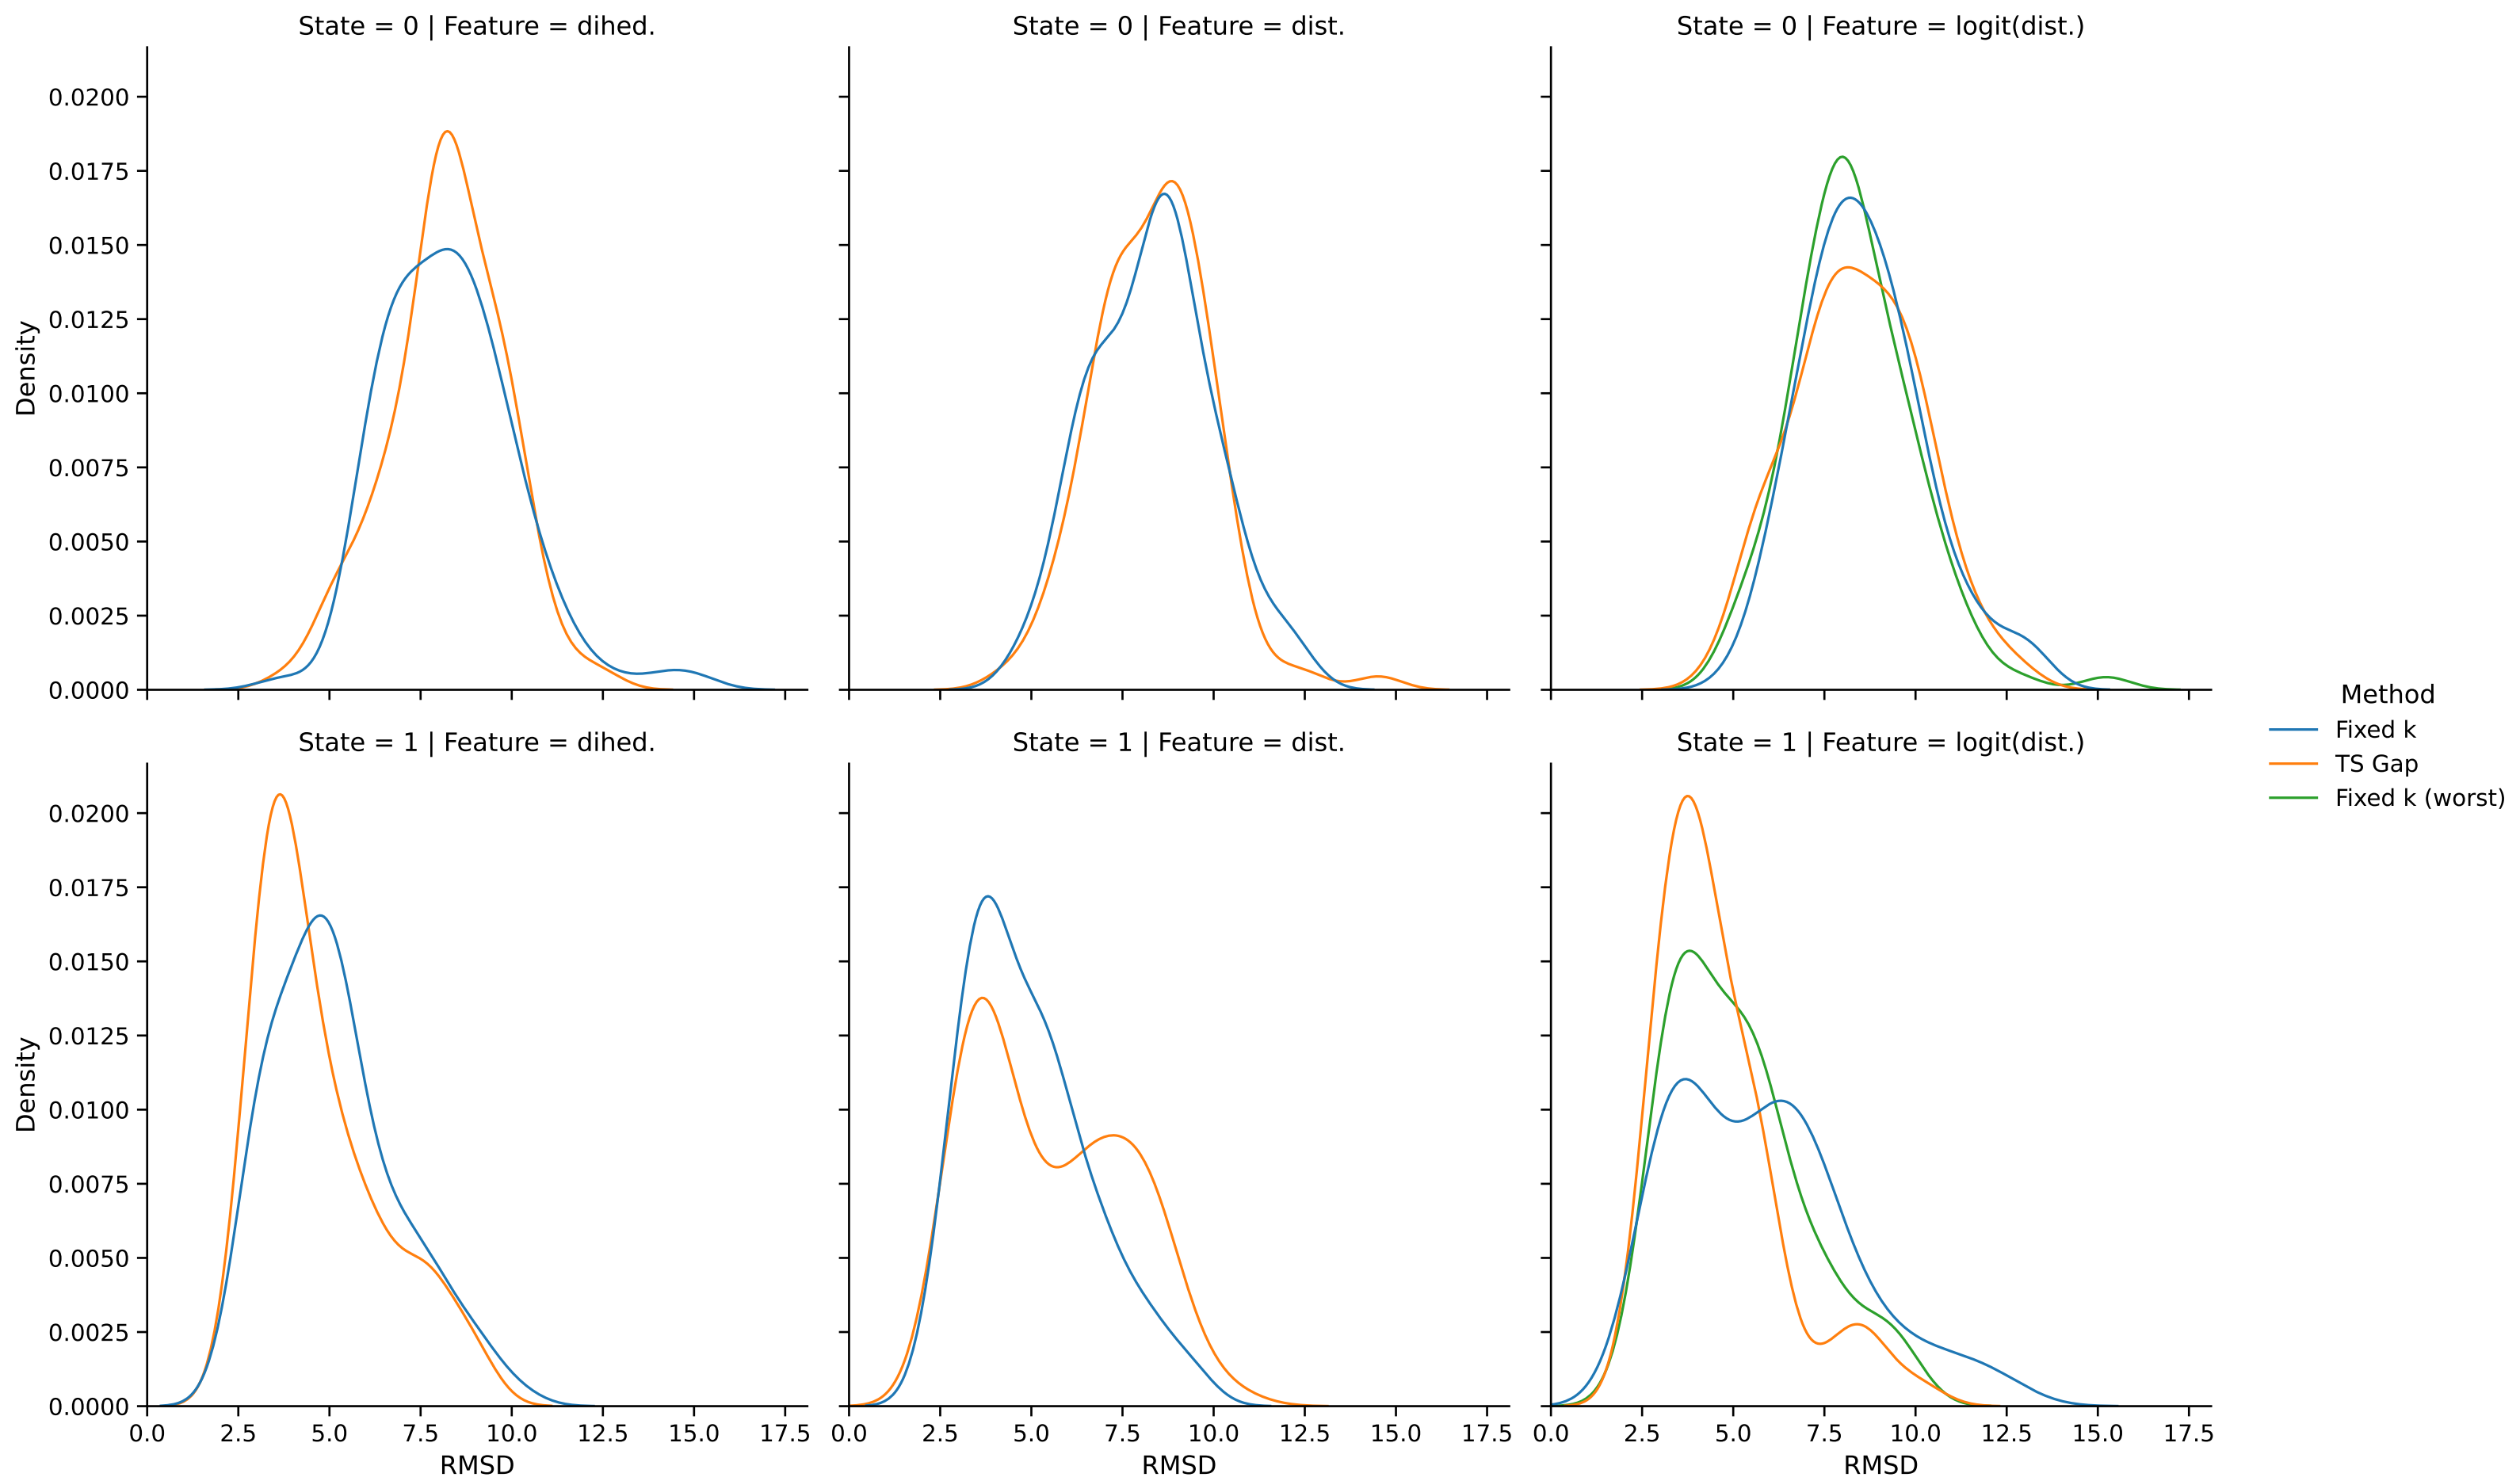 State = 0 | Feature = dihed.
State = 0 | Feature = dist.
State = 0 | Feature = logit(dist.)
0.0200
0.0175
0.0150
0.0125
0.0100
0.0075
0.0050
0.0025
0.0000
Density
State = 1 | Feature = dihed.
State = 1 | Feature = dist.
State = 1 | Feature = logit(dist.)
0.0200
0.0175
0.0150
0.0125
0.0100
0.0075
0.0050
0.0025
0.0000
Density
0.0 2.5 5.0 7.5 10.0 12.5 15.0 17.5
RMSD
0.0 2.5 5.0 7.5 10.0 12.5 15.0 17.5
RMSD
0.0 2.5 5.0 7.5 10.0 12.5 15.0 17.5
RMSD
Method
Fixed k
TS Gap
Fixed k (worst)